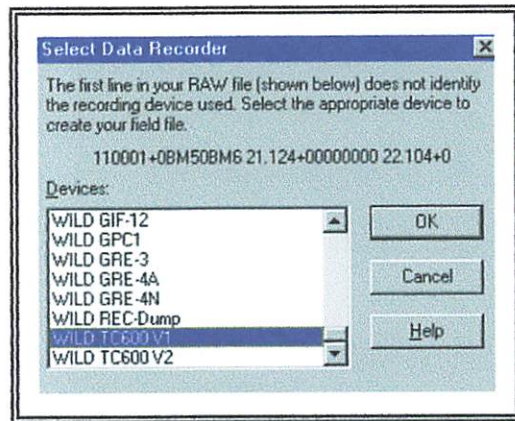 Select Data Recorder
The first line in your RAW file (shown below) does not identify
the recording device used. Select the appropriate device to
create your field file.
110001+0BM50BM6 21.124+00000000 22.104+0
Devices:
WILD GIF-12
WILD GPC1
WILD GRE-3
WILD GRE-4A
WILD GRE-4N
WILD REC-Dump
WILD TC600 V1
WILD TC600 V2
OK
Cancel
Help